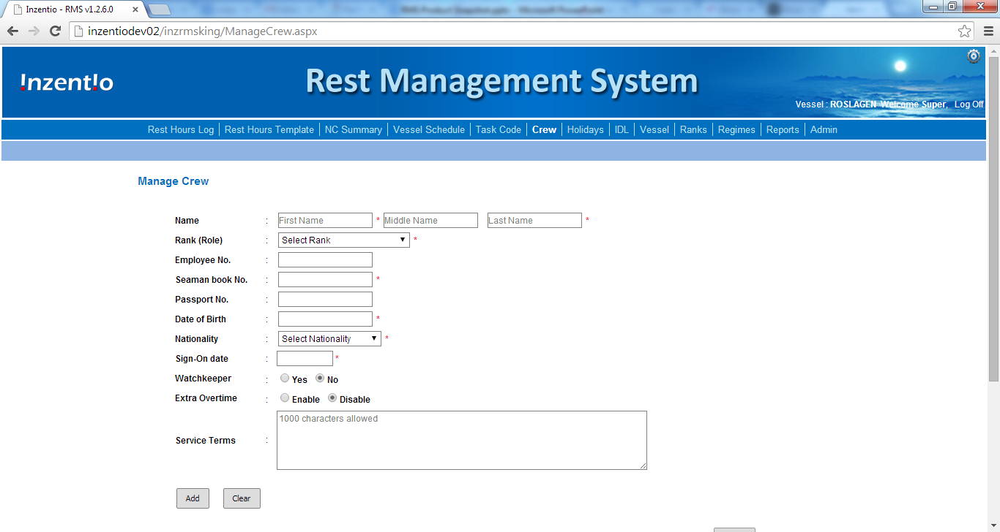 Inzentio - RMS v1.2.6.0
inzentiodev02/inzrmsking/ManageCrew.aspx
!nzent!o
Rest Management System
Vessel : ROSLAGEN Welcome Super, Log Off
Rest Hours Log | Rest Hours Template | NC Summary | Vessel Schedule | Task Code | Crew | Holidays | IDL | Vessel | Ranks | Regimes | Reports | Admin
Manage Crew
Name : First Name * Middle Name Last Name *
Rank (Role) : Select Rank *
Employee No. :
Seaman book No. : *
Passport No. :
Date of Birth : *
Nationality : Select Nationality *
Sign-On date : *
Watchkeeper : Yes No
Extra Overtime : Enable Disable
Service Terms : 1000 characters allowed
Add Clear